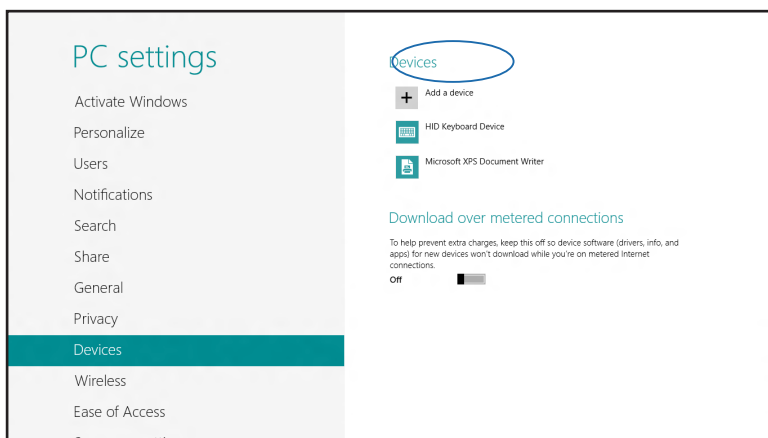 PC settings
Activate Windows
Personalize
Users
Notifications
Search
Share
General
Privacy
Devices
Wireless
Ease of Access
Devices
Add a device
HID Keyboard Device
Microsoft XPS Document Writer
Download over metered connections
To help prevent extra charges, keep this off so device software (drivers, info, and
apps) for new devices won't download while you're on metered Internet
connections.
Off